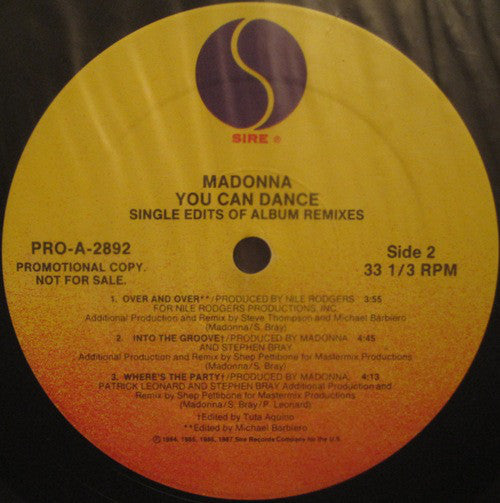 SIRE ®
MADONNA
YOU CAN DANCE
SINGLE EDITS OF ALBUM REMIXES
PRO-A-2892
Side 2
PROMOTIONAL COPY.
NOT FOR SALE.
33 1/3 RPM
1. OVER AND OVER**/PRODUCED BY NILE RODGERS 3:55
FOR NILE RODGERS PRODUCTIONS, INC.
Additional Production and Remix by Steve Thompson and Michael Barbiero
(Madonna/S. Bray)
2. INTO THE GROOVE†/PRODUCED BY MADONNA 4:45
AND STEPHEN BRAY
Additional Production and Remix by Shep Pettibone for Mastermix Productions
(Madonna/S. Bray)
3. WHERE'S THE PARTY†/PRODUCED BY MADONNA, 4:13
PATRICK LEONARD AND STEPHEN BRAY Additional Production and
Remix by Shep Pettibone for Mastermix Productions
(Madonna/S. Bray/P. Leonard)
†Edited by Tuta Aquino
**Edited by Michael Barbiero
Ⓟ1984, 1985, 1986, 1987 Sire Records Company for the U.S.